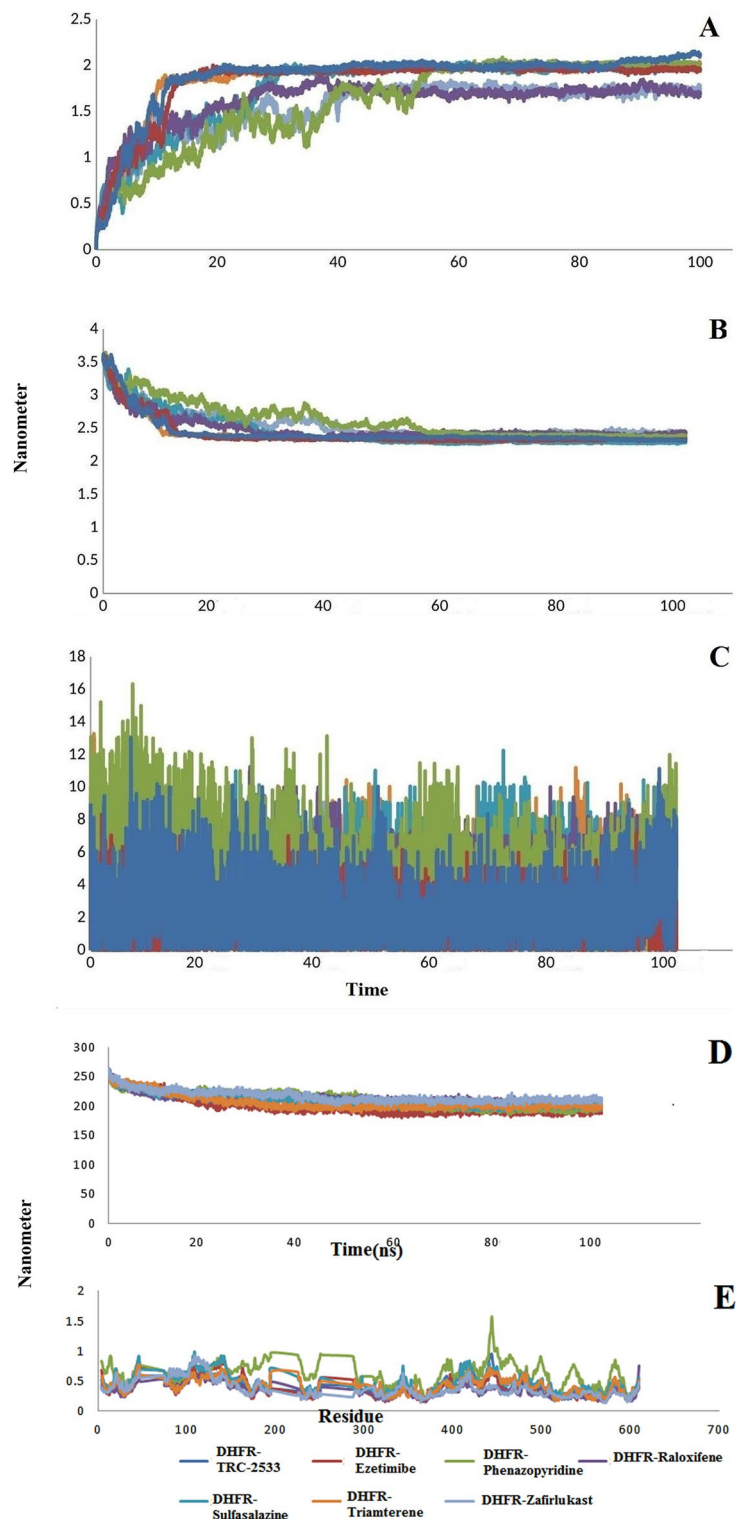 A
2.5
2
1.5
1
0.5
0
0 20 40 60 80 100
B
4
3.5
3
2.5
2
1.5
1
0.5
0
0 20 40 60 80 100
Nanometer
C
18
16
14
12
10
8
6
4
2
0
0 20 40 60 80 100
Time
D
300
250
200
150
100
50
0
0 20 40 60 80 100
Time(ns)
Nanometer
E
2
1.5
1
0.5
0
0 100 200 300 400 500 600 700
Residue
DHFR-
TRC-2533
DHFR-
Ezetimibe
DHFR-
Phenazopyridine
DHFR-Raloxifene
DHFR-
Sulfasalazine
DHFR-
Triamterene
DHFR-Zafirlukast